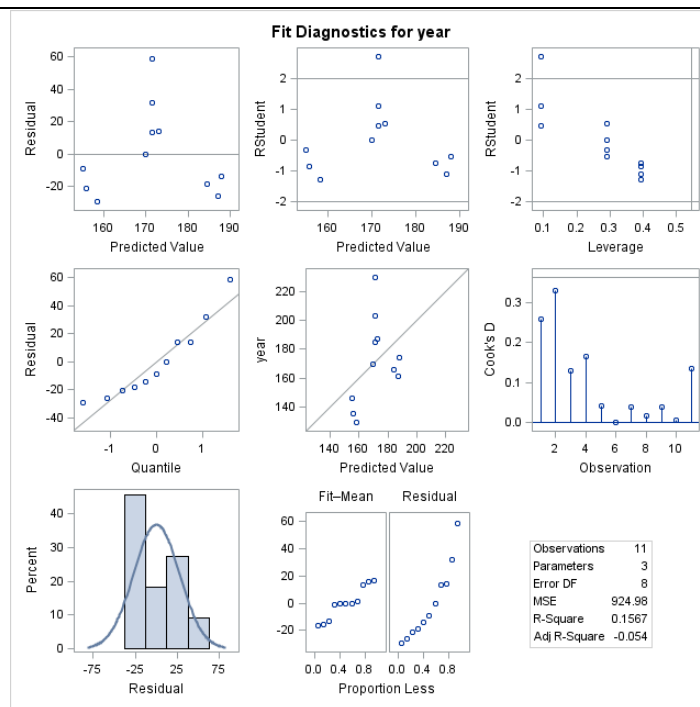 Fit Diagnostics for year
60
40
20
0
-20
Residual
160 170 180 190
Predicted Value
2
1
0
-1
-2
RStudent
160 170 180 190
Predicted Value
2
1
0
-1
-2
RStudent
0.1 0.2 0.3 0.4 0.5
Leverage
60
40
20
0
-20
-40
Residual
-1 0 1
Quantile
220
200
180
160
140
year
140 160 180 200 220
Predicted Value
0.3
0.2
0.1
0.0
Cook's D
2 4 6 8 10
Observation
40
30
20
10
0
Percent
-75 -25 25 75
Residual
Fit–Mean Residual
60
40
20
0
-20
0.0 0.4 0.8 0.0 0.4 0.8
Proportion Less
Observations 11
Parameters 3
Error DF 8
MSE 924.98
R-Square 0.1567
Adj R-Square -0.054